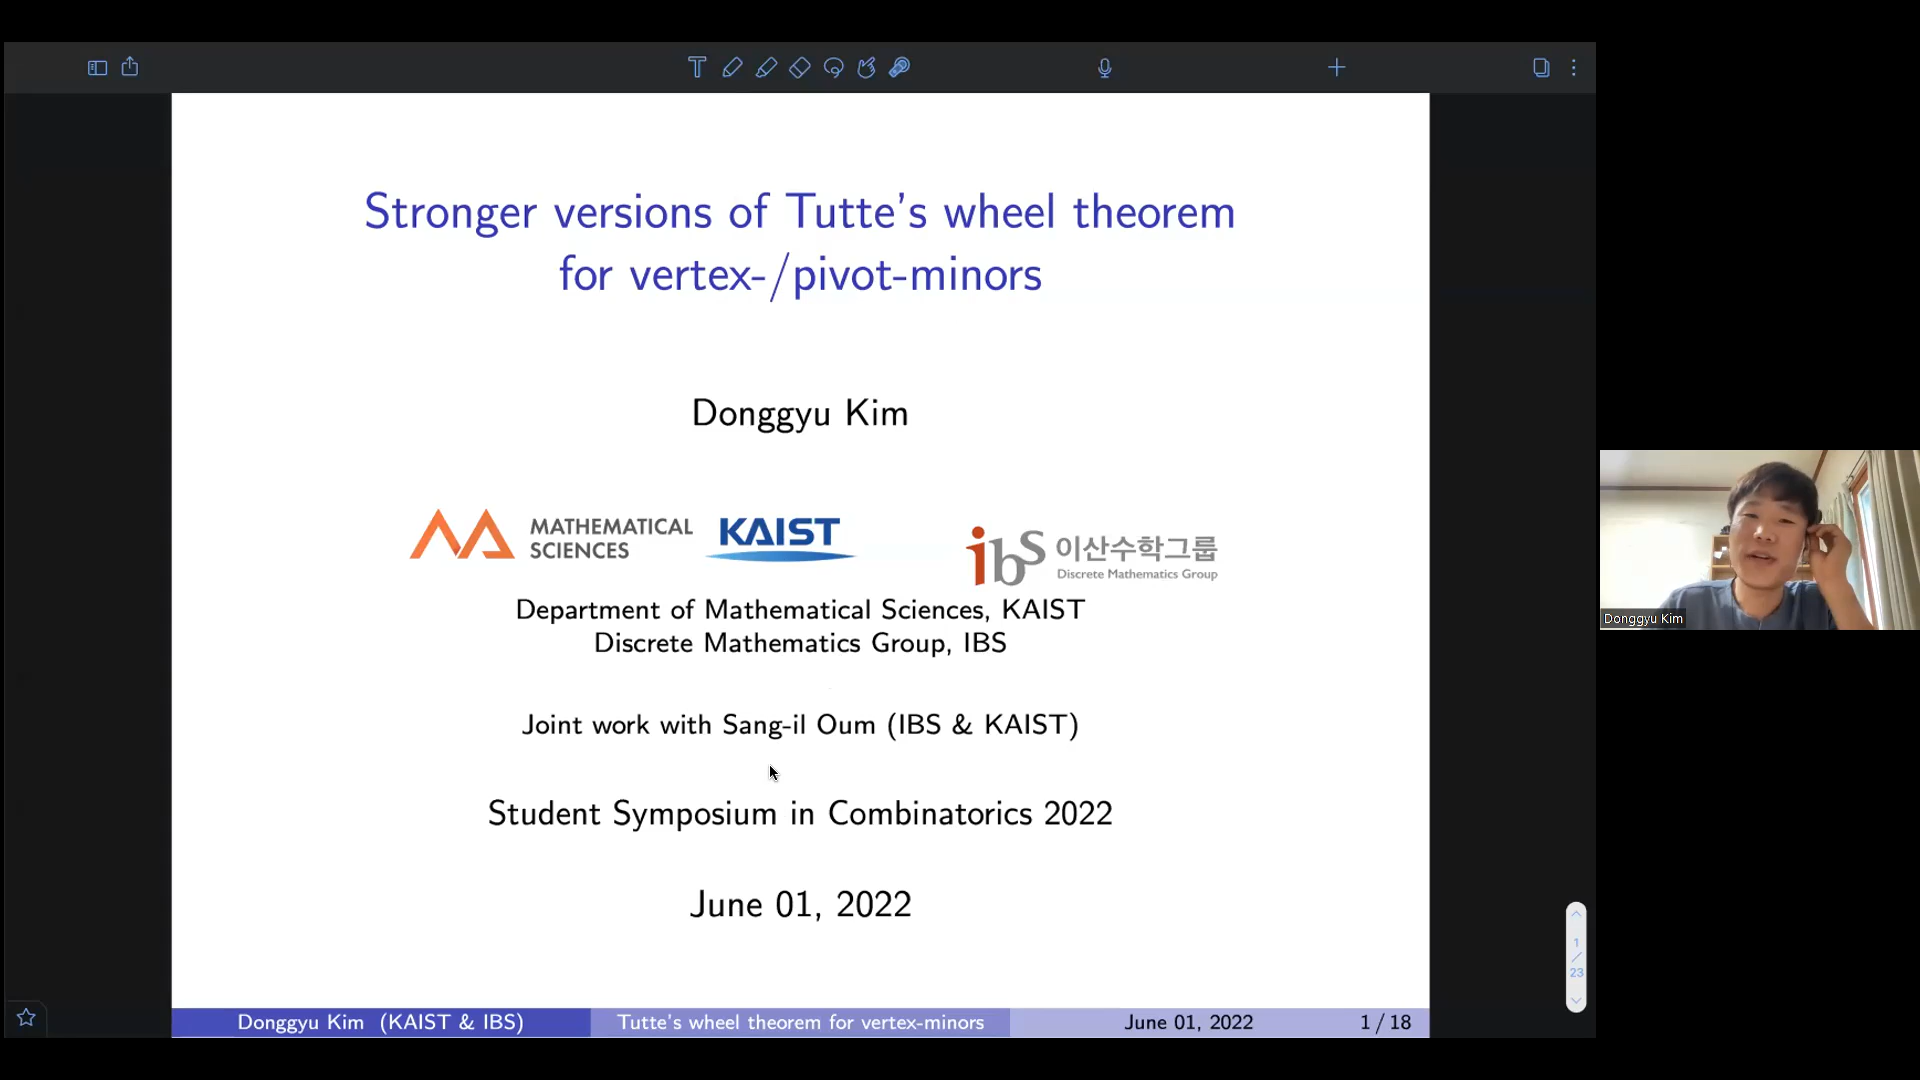 Stronger versions of Tutte's wheel theorem
for vertex-/pivot-minors
Donggyu Kim
MATHEMATICAL
SCIENCES
KAIST
ibS 이산수학그룹
Discrete Mathematics Group
Department of Mathematical Sciences, KAIST
Discrete Mathematics Group, IBS
Joint work with Sang-il Oum (IBS & KAIST)
Student Symposium in Combinatorics 2022
June 01, 2022
Donggyu Kim (KAIST & IBS)
Tutte's wheel theorem for vertex-minors
June 01, 2022
1 / 18
1
/
23
Donggyu Kim